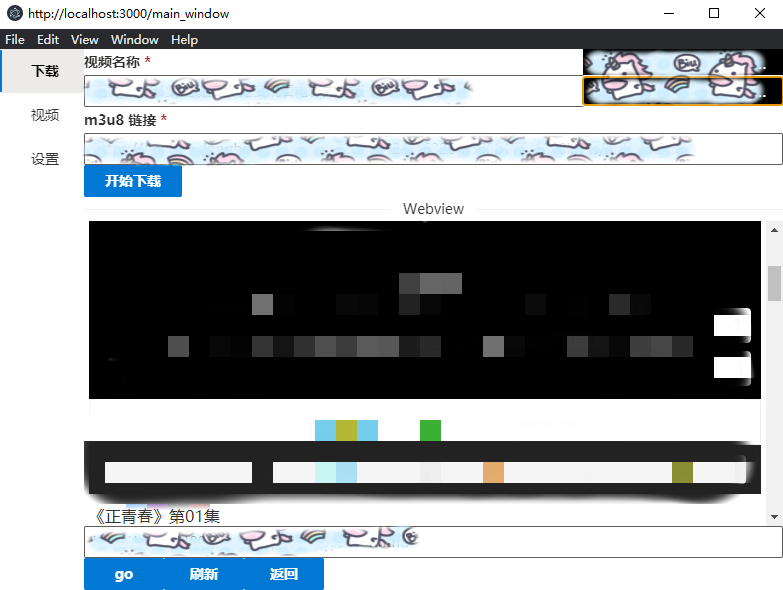 http://localhost:3000/main_window
File Edit View Window Help
下载
视频
设置
视频名称 *
m3u8 链接 *
开始下载
Webview
《正青春》第01集
go 刷新 返回